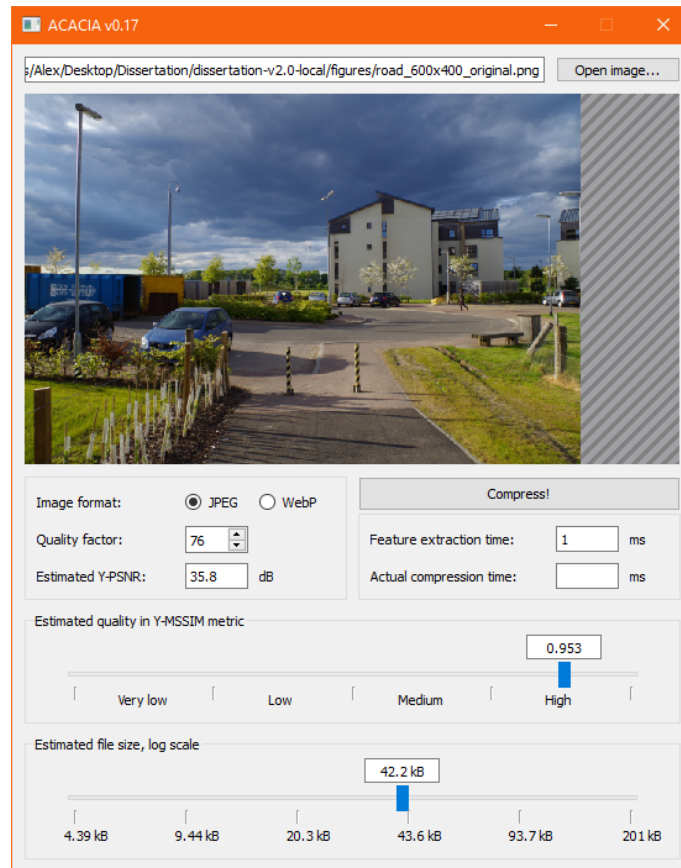 ACACIA v0.17
s/Alex/Desktop/Dissertation/dissertation-v2.0-local/figures/road_600x400_original.png Open image...
Image format: JPEG WebP Compress!
Quality factor: 76 Feature extraction time: 1 ms
Estimated Y-PSNR: 35.8 dB Actual compression time: ms
Estimated quality in Y-MSSIM metric
0.953
Very low Low Medium High
Estimated file size, log scale
42.2 kB
4.39 kB 9.44 kB 20.3 kB 43.6 kB 93.7 kB 201 kB